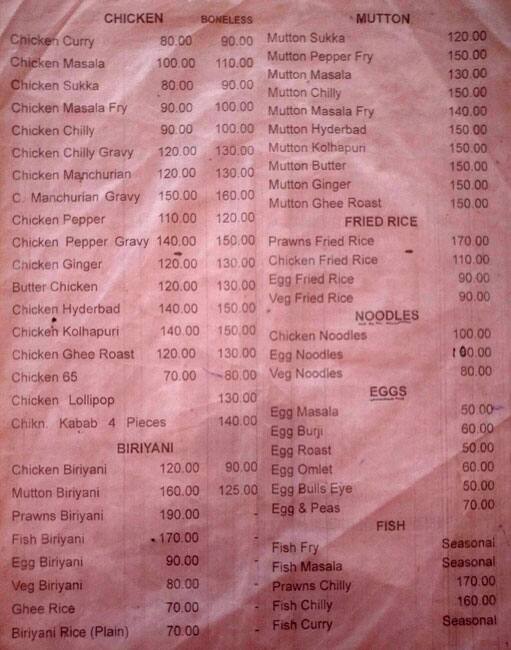 CHICKEN BONELESS
Chicken Curry 80.00 90.00
Chicken Masala 100.00 110.00
Chicken Sukka 80.00 90.00
Chicken Masala Fry 90.00 100.00
Chicken Chilly 90.00 100.00
Chicken Chilly Gravy 120.00 130.00
Chicken Manchurian 120.00 130.00
C. Manchurian Gravy 150.00 160.00
Chicken Pepper 110.00 120.00
Chicken Pepper Gravy 140.00 150.00
Chicken Ginger 120.00 130.00
Butter Chicken 120.00 130.00
Chicken Hyderbad 140.00 150.00
Chicken Kolhapuri 140.00 150.00
Chicken Ghee Roast 120.00 130.00
Chicken 65 70.00 80.00
Chicken Lollipop 130.00
Chikn. Kabab 4 Pieces 140.00
BIRIYANI
Chicken Biriyani 120.00 90.00
Mutton Biriyani 160.00 125.00
Prawns Biriyani 190.00 -
Fish Biriyani 170.00 -
Egg Biriyani 90.00 -
Veg Biriyani 80.00 -
Ghee Rice 70.00 -
Biriyani Rice (Plain) 70.00 -
MUTTON
Mutton Sukka 120.00
Mutton Pepper Fry 150.00
Mutton Masala 130.00
Mutton Chilly 150.00
Mutton Masala Fry 140.00
Mutton Hyderbad 150.00
Mutton Kolhapuri 150.00
Mutton Butter 150.00
Mutton Ginger 150.00
Mutton Ghee Roast 150.00
FRIED RICE
Prawns Fried Rice 170.00
Chicken Fried Rice 110.00
Egg Fried Rice 90.00
Veg Fried Rice 90.00
NOODLES
Chicken Noodles 100.00
Egg Noodles 100.00
Veg Noodles 80.00
EGGS
Egg Masala 50.00
Egg Burji 60.00
Egg Roast 50.00
Egg Omlet 60.00
Egg Bulls Eye 50.00
Egg & Peas 70.00
FISH
Fish Fry Seasonal
Fish Masala Seasonal
Prawns Chilly 170.00
Fish Chilly 160.00
Fish Curry Seasonal